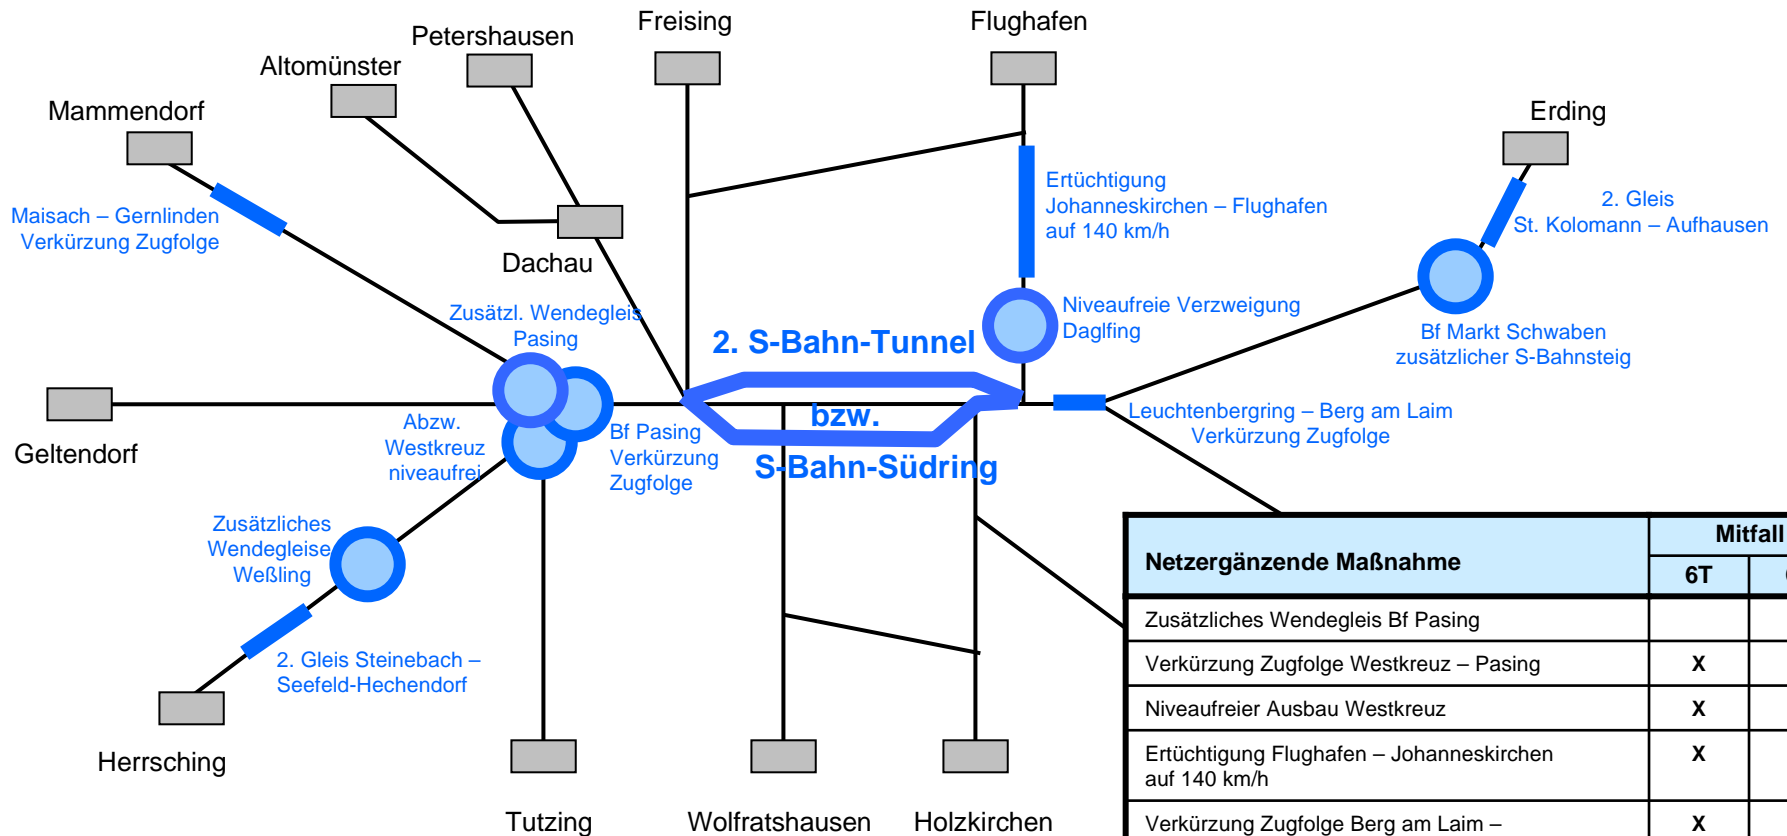 Freising
Flughafen
Petershausen
Altomünster
Mammendorf
Erding
Ertüchtigung
Johanneskirchen – Flughafen
auf 140 km/h
2. Gleis
St. Kolomann – Aufhausen
Maisach – Gernlinden
Verkürzung Zugfolge
Dachau
Zusätzl. Wendegleis
Pasing
Niveaufreie Verzweigung
Daglfing
2. S-Bahn-Tunnel
Bf Markt Schwaben
zusätzlicher S-Bahnsteig
bzw.
S-Bahn-Südring
Leuchtenbergring – Berg am Laim
Verkürzung Zugfolge
Geltendorf
Abzw.
Westkreuz
niveaufrei
Bf Pasing
Verkürzung
Zugfolge
Zusätzliches
Wendegleise
Weßling
2. Gleis Steinebach –
Seefeld-Hechendorf
Herrsching
Tutzing
Wolfratshausen
Holzkirchen
Netzergänzende Maßnahme
Mitfall
6T
Zusätzliches Wendegleis Bf Pasing
Verkürzung Zugfolge Westkreuz – Pasing
X
Niveaufreier Ausbau Westkreuz
X
Ertüchtigung Flughafen – Johanneskirchen
auf 140 km/h
X
Verkürzung Zugfolge Berg am Laim –
X